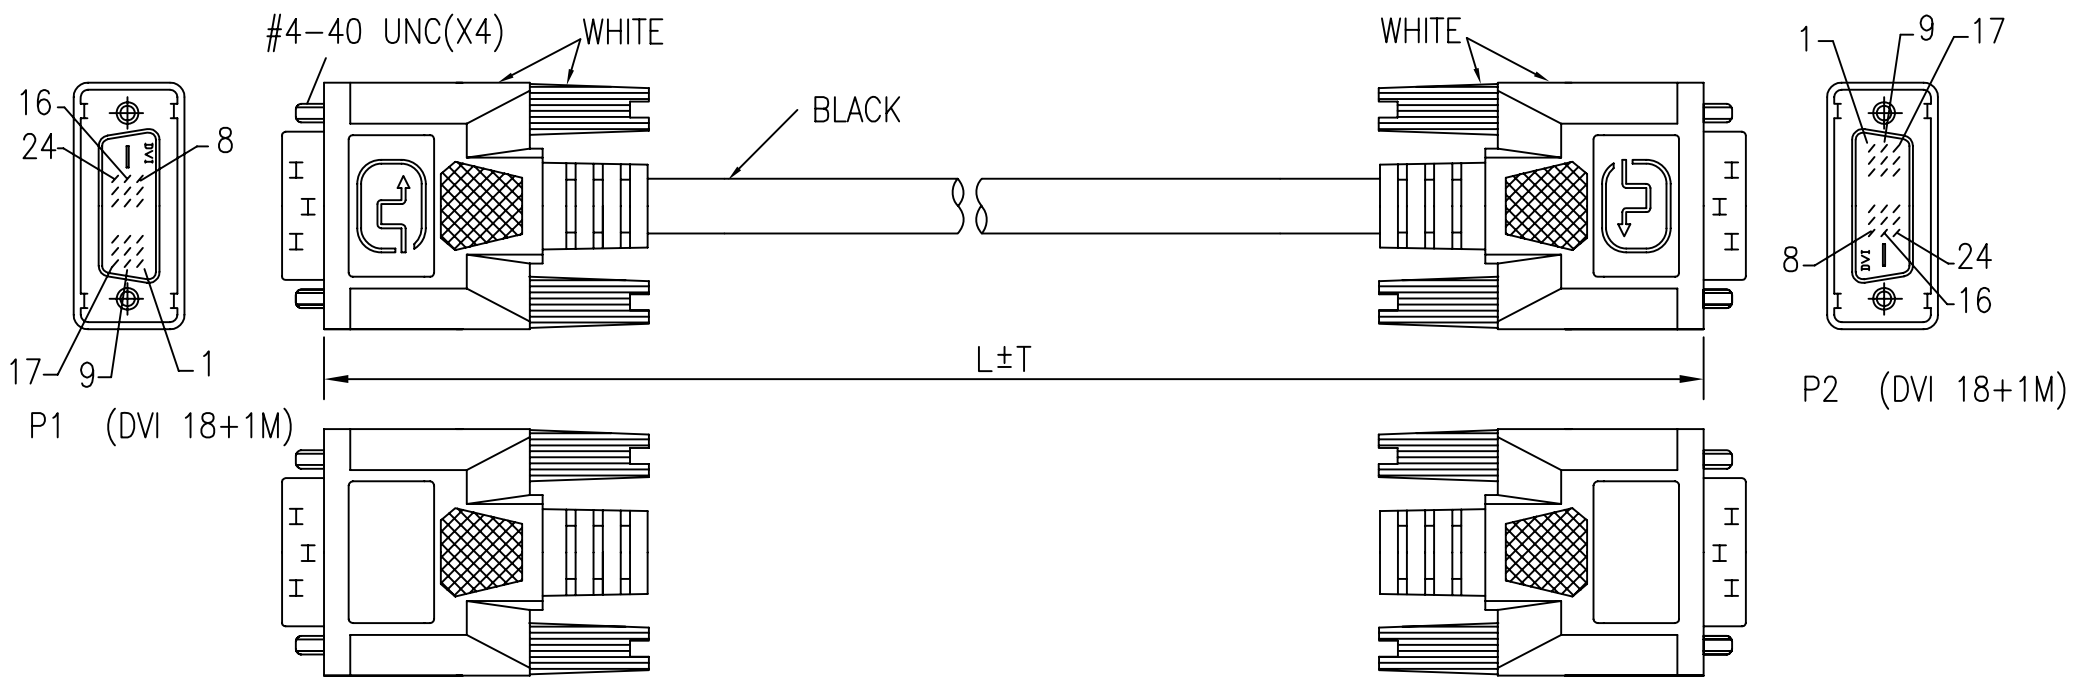 #4-40 UNC(X4)
WHITE
WHITE
1
9
17
16
24
8
DVI
BLACK
8
DVI
24
16
17
9
1
L±T
P1 (DVI 18+1M)
P2 (DVI 18+1M)